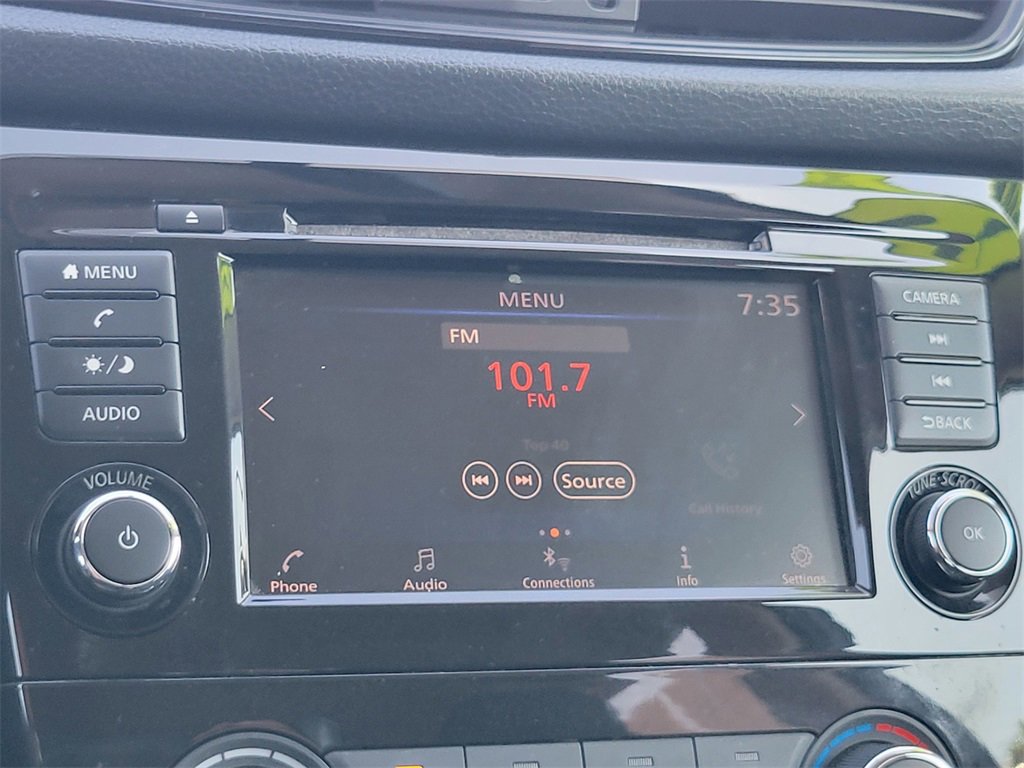 MENU
AUDIO
VOLUME
MENU
7:35
FM
101.7
FM
Top 40
Source
Call History
Phone
Audio
Connections
Info
Settings
CAMERA
BACK
TUNE·SCROLL
OK